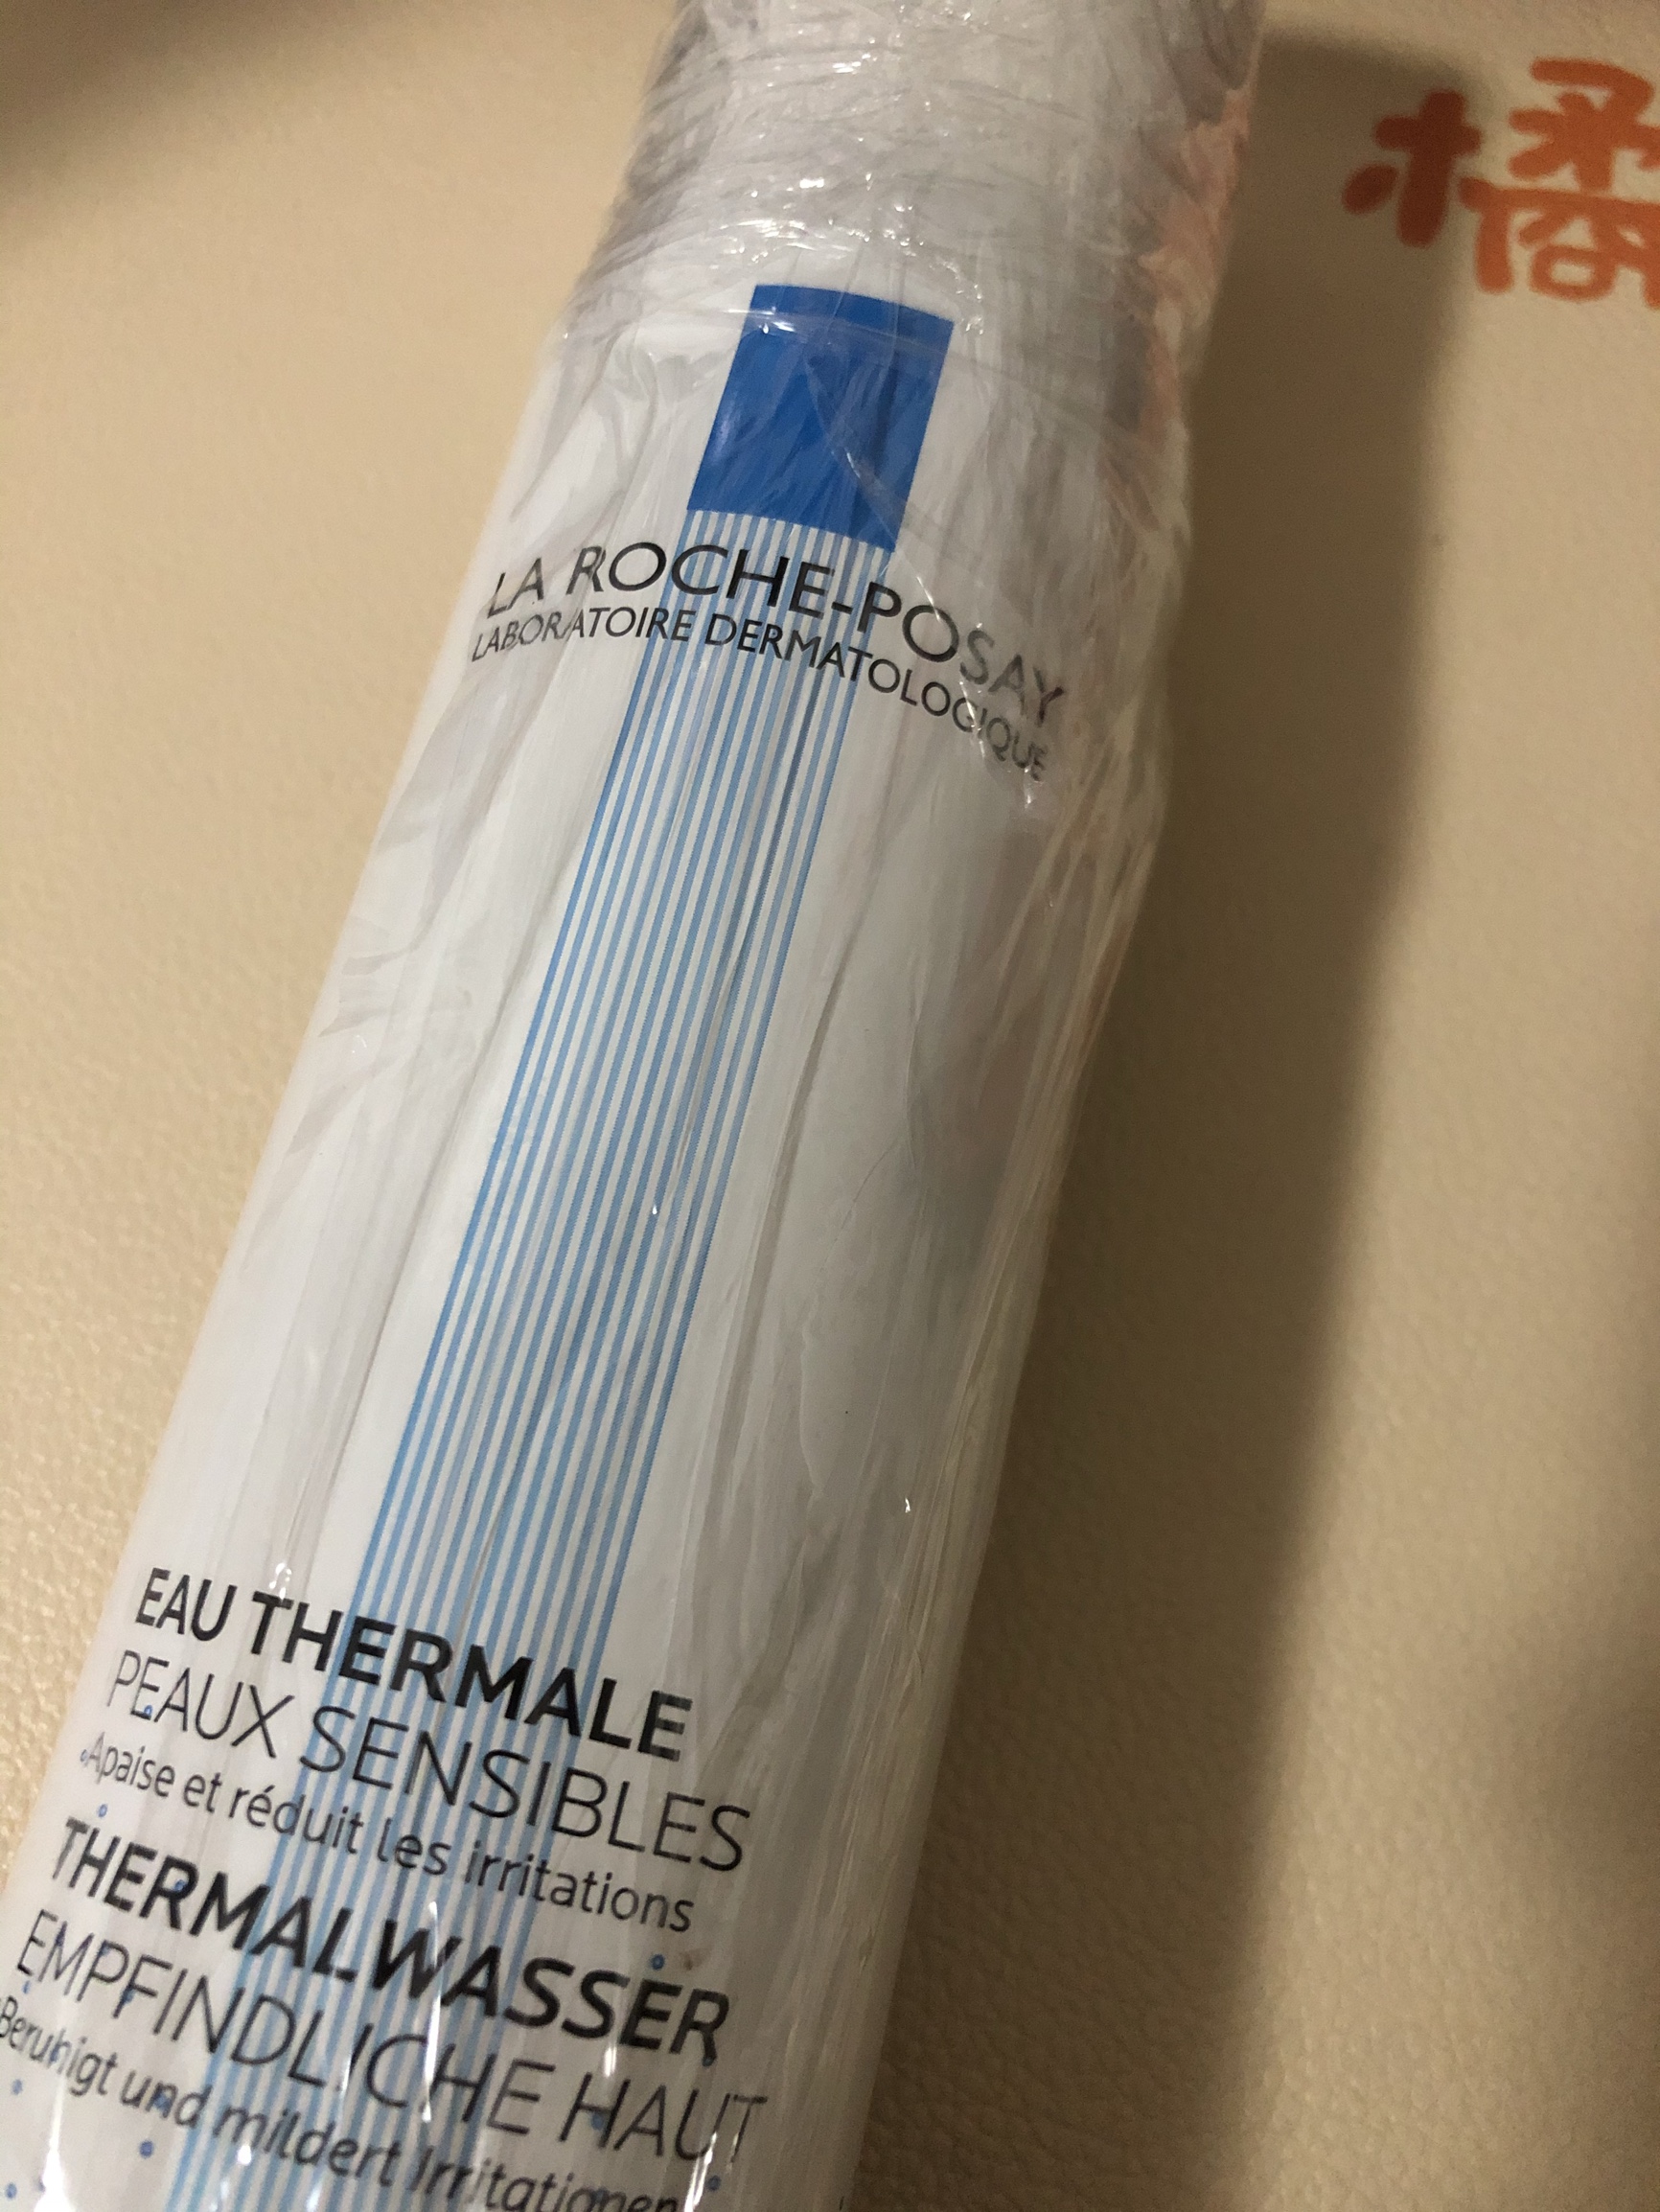 橘
LA ROCHE-POSAY
LABORATOIRE DERMATOLOGIQUE
EAU THERMALE
PEAUX SENSIBLES
Apaise et réduit les irritations
THERMALWASSER
EMPFINDLICHE HAUT
Beruhigt und mildert Irritationen